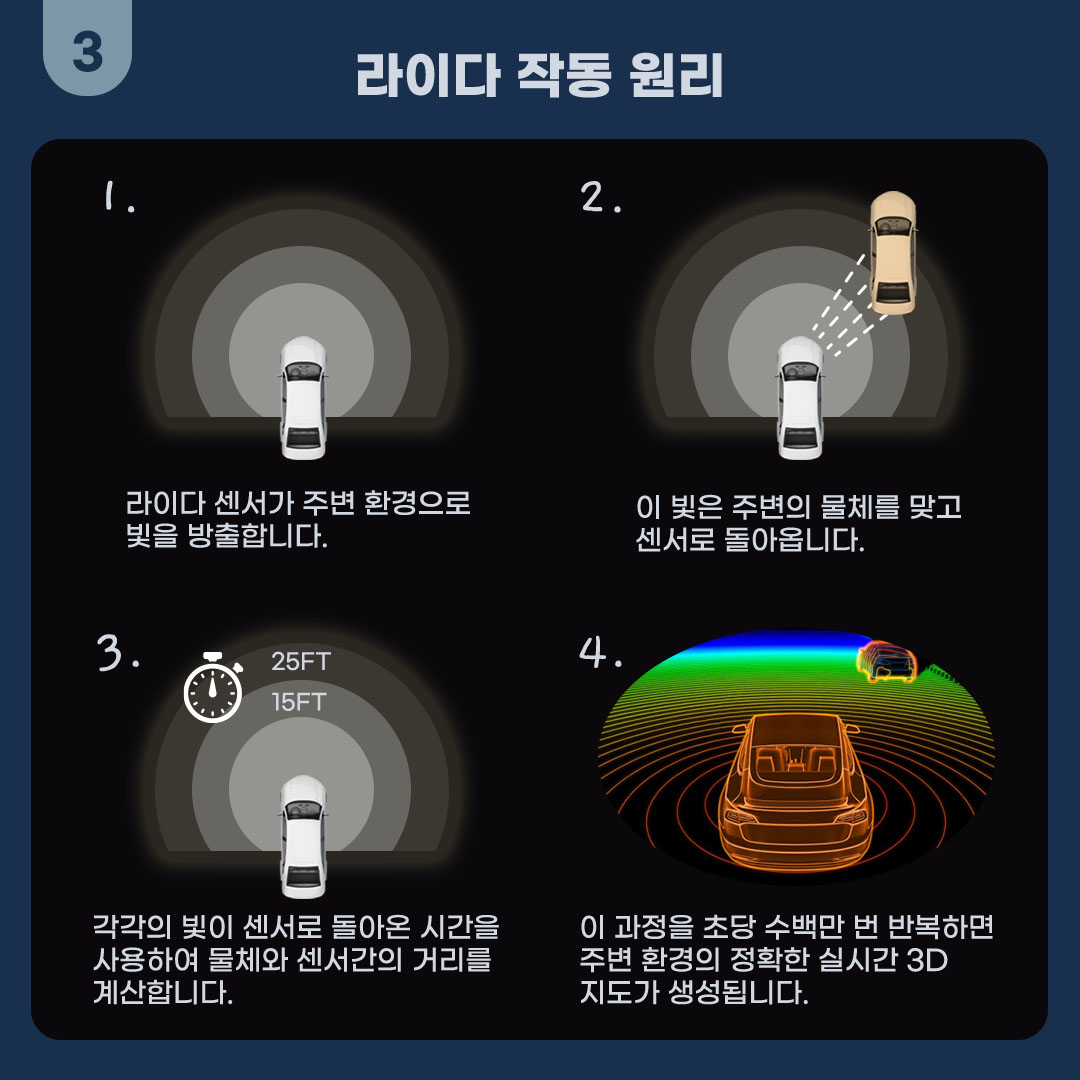 3
라이다 작동 원리
1.
라이다 센서가 주변 환경으로
빛을 방출합니다.
2.
이 빛은 주변의 물체를 맞고
센서로 돌아옵니다.
3.
25FT
15FT
각각의 빛이 센서로 돌아온 시간을
사용하여 물체와 센서간의 거리를
계산합니다.
4.
이 과정을 초당 수백만 번 반복하면
주변 환경의 정확한 실시간 3D
지도가 생성됩니다.